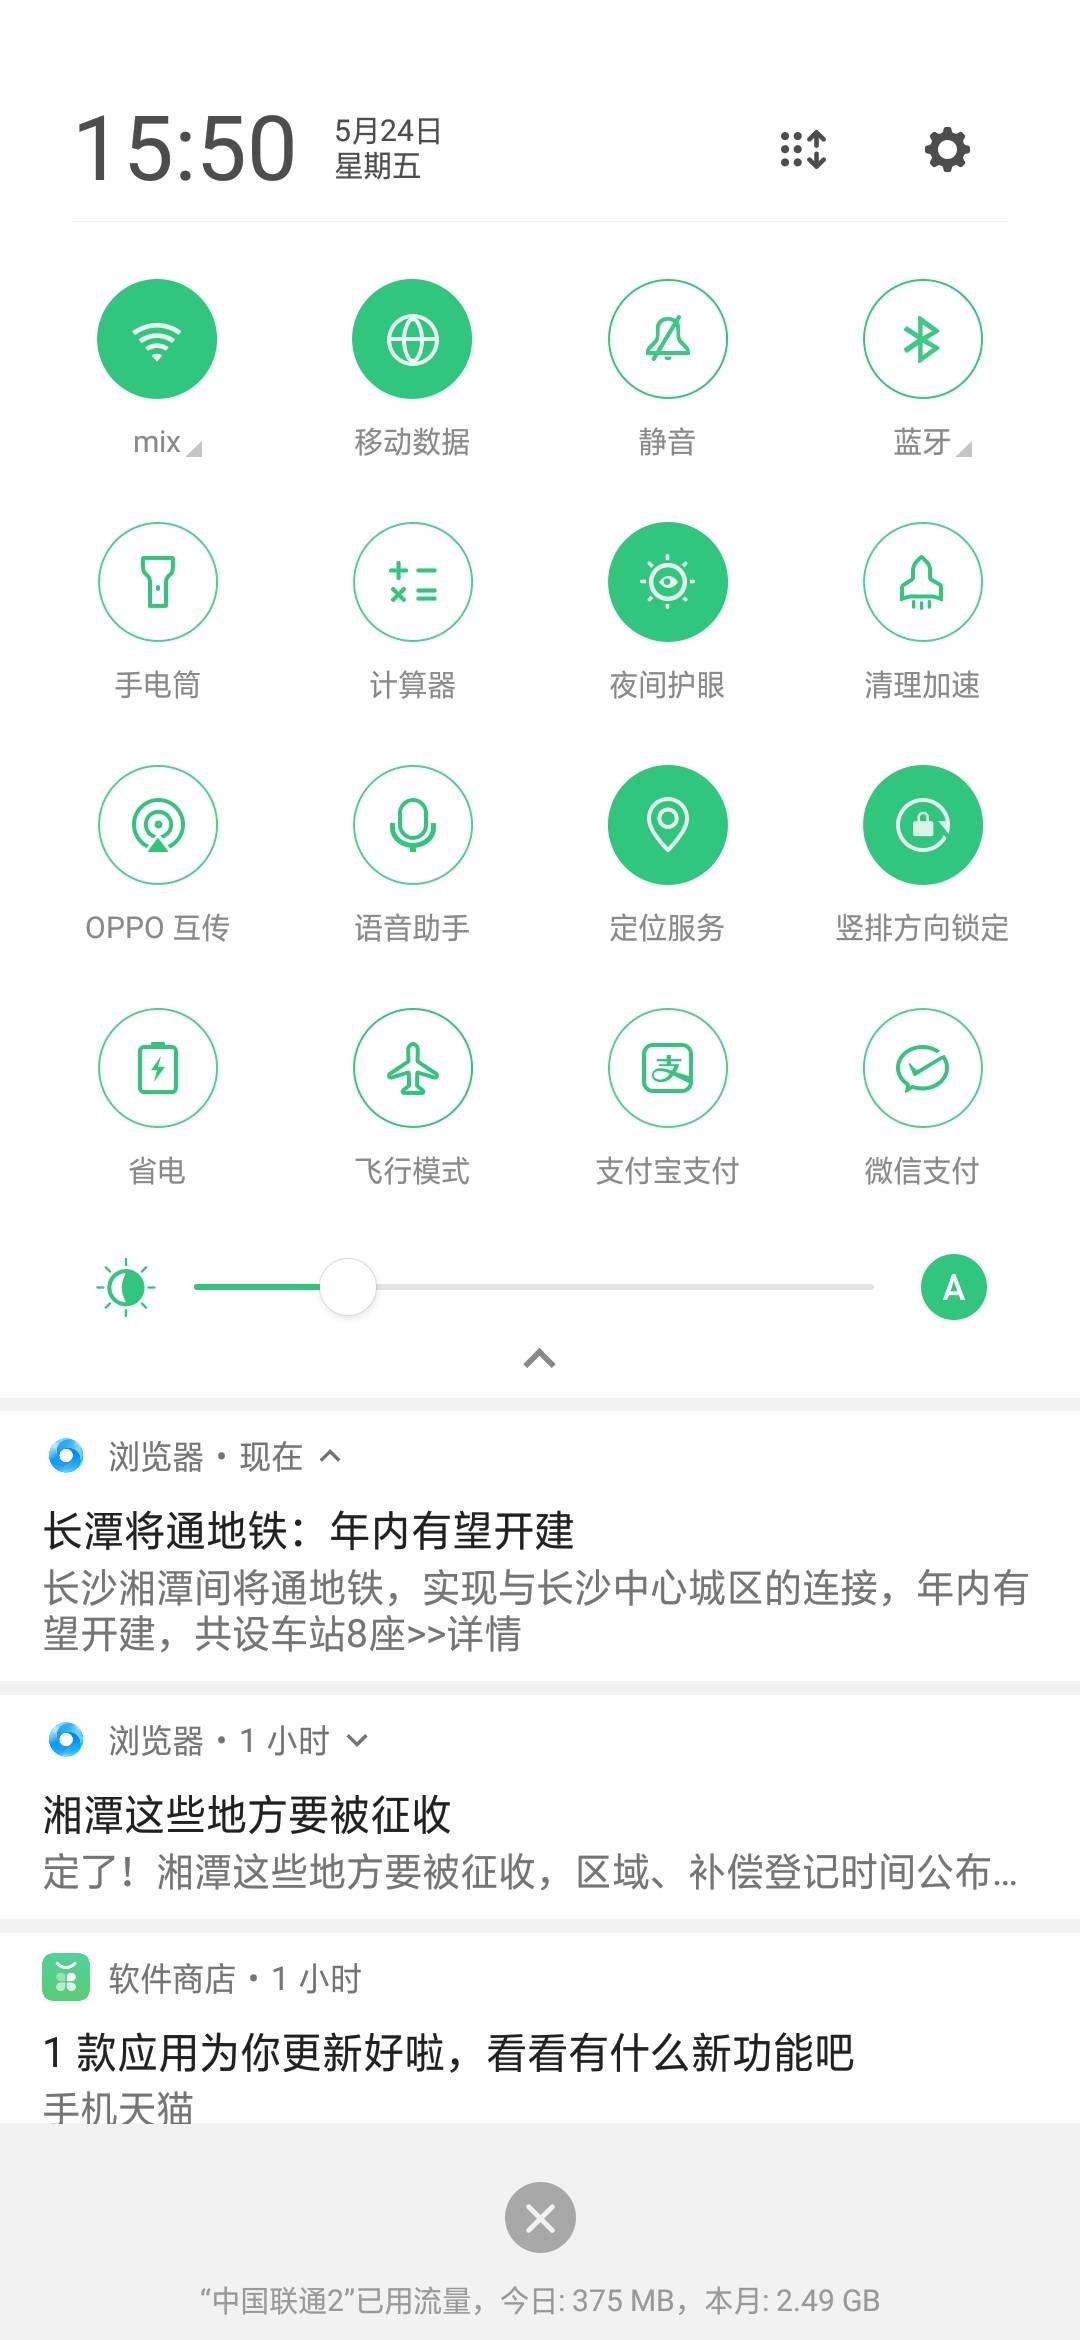 15:50
5月24日
星期五
mix
移动数据
静音
蓝牙
手电筒
计算器
夜间护眼
清理加速
OPPO 互传
语音助手
定位服务
竖排方向锁定
支
省电
飞行模式
支付宝支付
微信支付
A
浏览器 • 现在
长潭将通地铁：年内有望开建
长沙湘潭间将通地铁，实现与长沙中心城区的连接，年内有
望开建，共设车站8座>>详情
浏览器 • 1 小时
湘潭这些地方要被征收
定了！湘潭这些地方要被征收，区域、补偿登记时间公布...
软件商店 • 1 小时
1 款应用为你更新好啦，看看有什么新功能吧
手机天猫
“中国联通2”已用流量，今日: 375 MB，本月: 2.49 GB